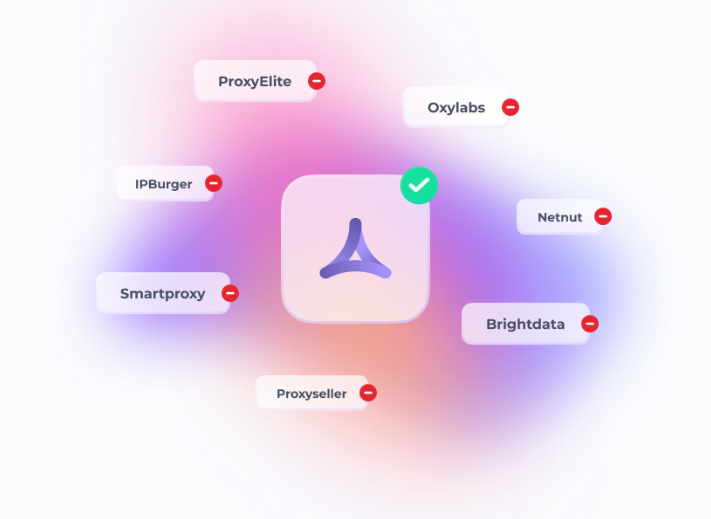 ProxyElite
Oxylabs
IPBurger
Netnut
Smartproxy
Brightdata
Proxyseller